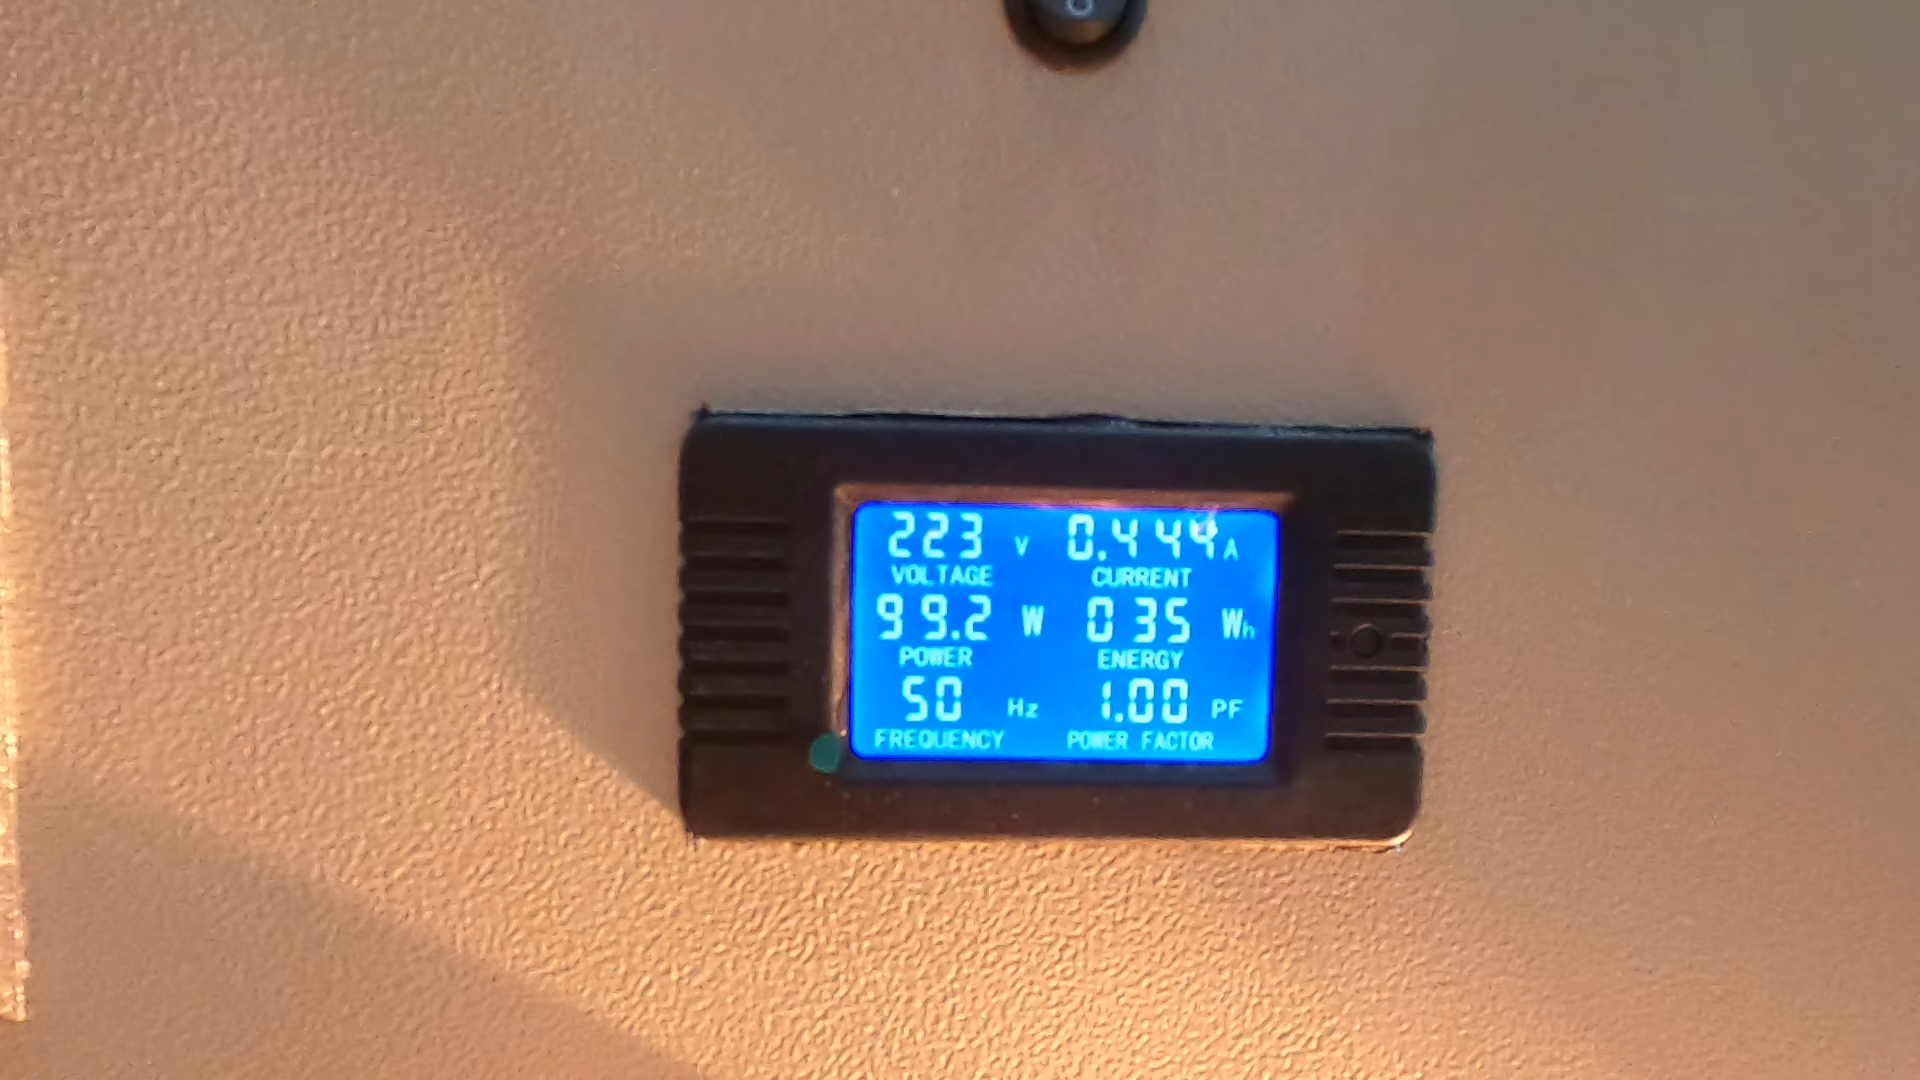 223 V 0.444 A
VOLTAGE CURRENT
99.2 W 035 Wh
POWER ENERGY
50 Hz 1.00 PF
FREQUENCY POWER FACTOR